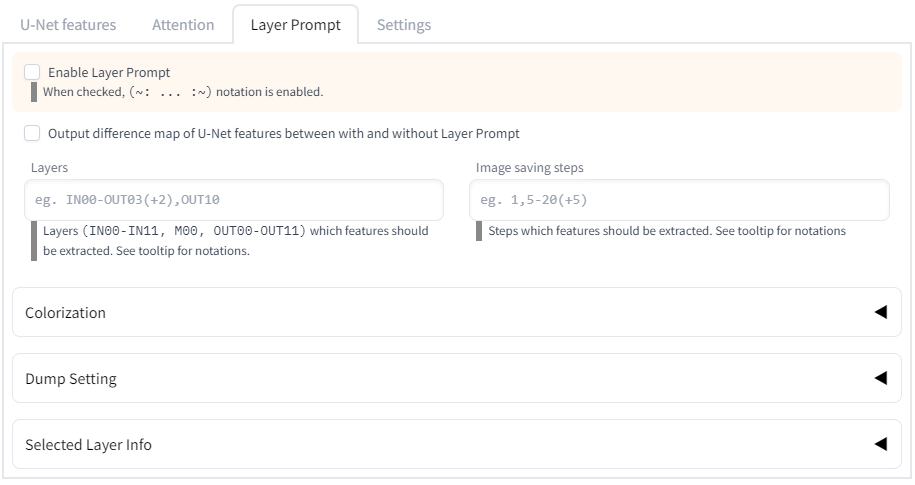 U-Net features Attention Layer Prompt Settings
Enable Layer Prompt
When checked, (~: ... :~) notation is enabled.
Output difference map of U-Net features between with and without Layer Prompt
Layers
Image saving steps
eg. IN00-OUT03(+2),OUT10
eg. 1,5-20(+5)
Layers (IN00-IN11, M00, OUT00-OUT11) which features should
be extracted. See tooltip for notations.
Steps which features should be extracted. See tooltip for notations
Colorization
Dump Setting
Selected Layer Info